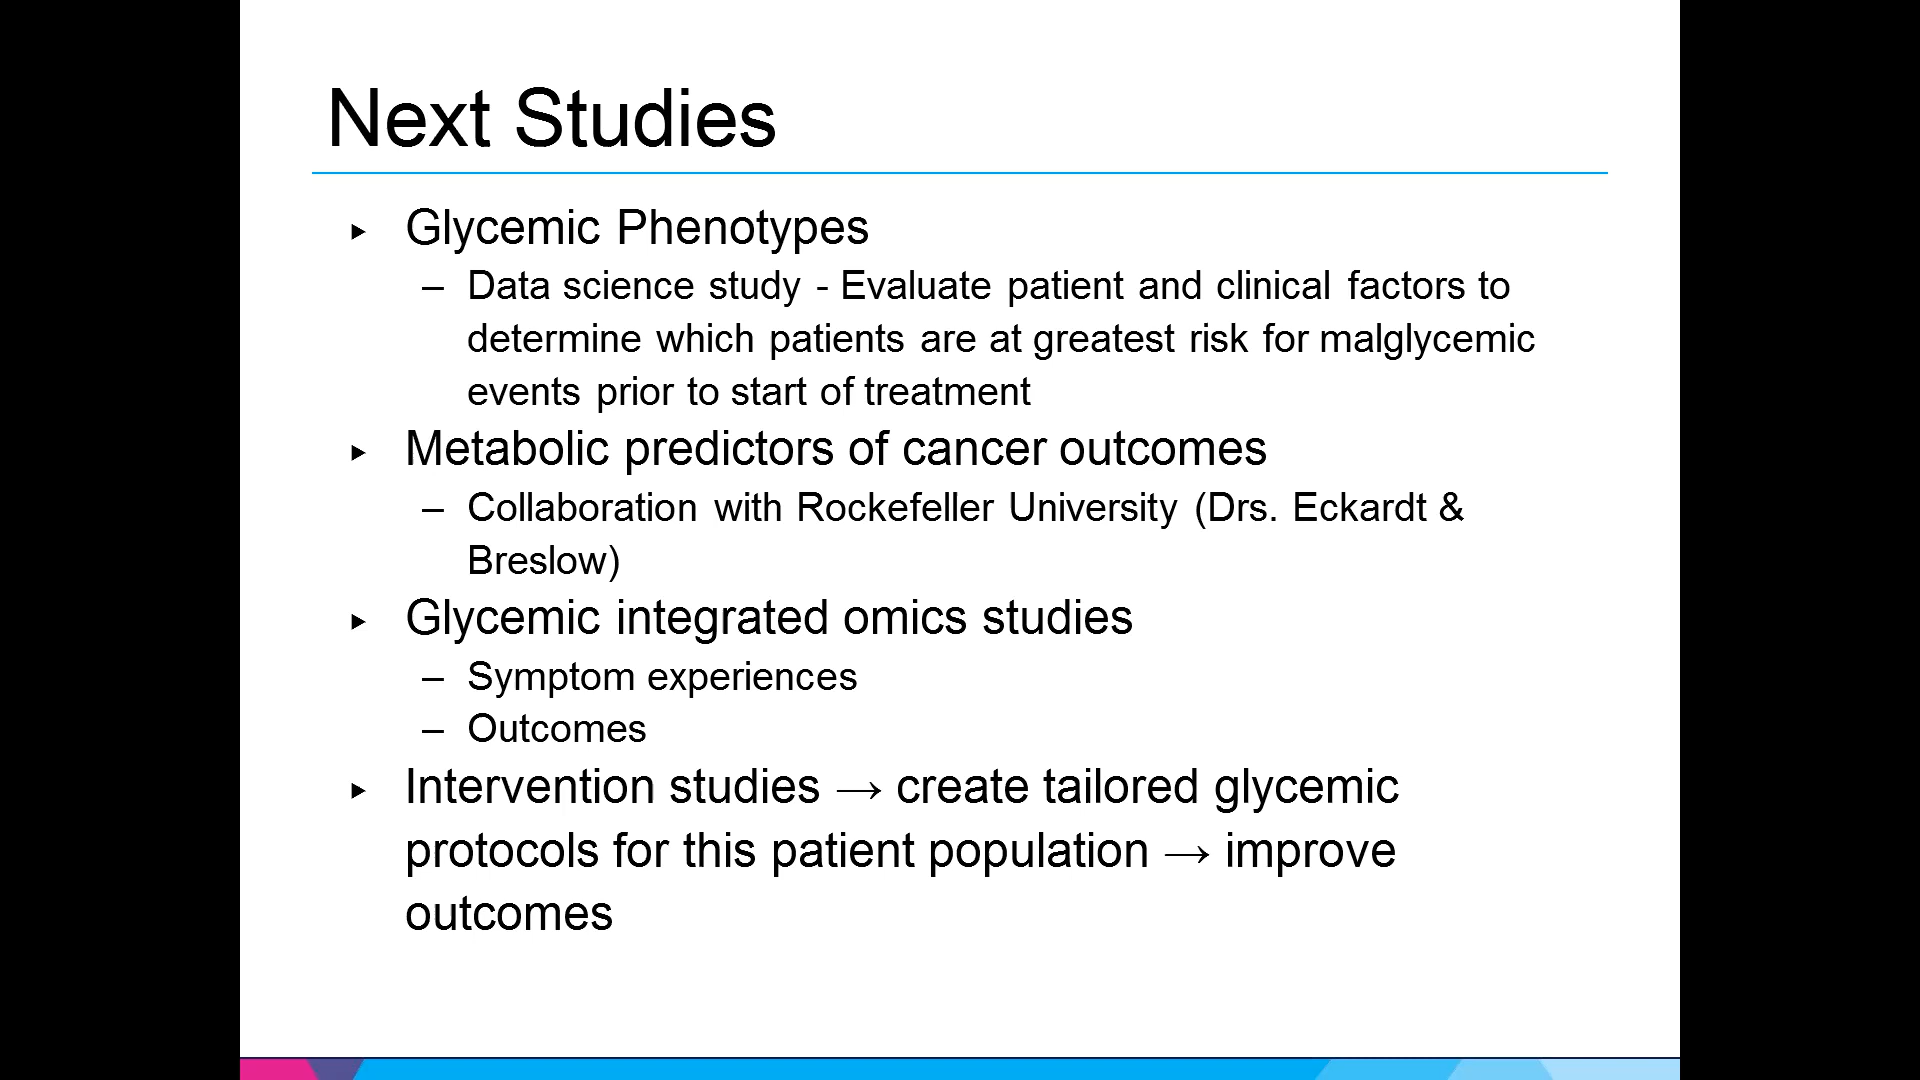 Next Studies
▸ Glycemic Phenotypes
– Data science study - Evaluate patient and clinical factors to
determine which patients are at greatest risk for malglycemic
events prior to start of treatment
▸ Metabolic predictors of cancer outcomes
– Collaboration with Rockefeller University (Drs. Eckardt &
Breslow)
▸ Glycemic integrated omics studies
– Symptom experiences
– Outcomes
▸ Intervention studies → create tailored glycemic
protocols for this patient population → improve
outcomes